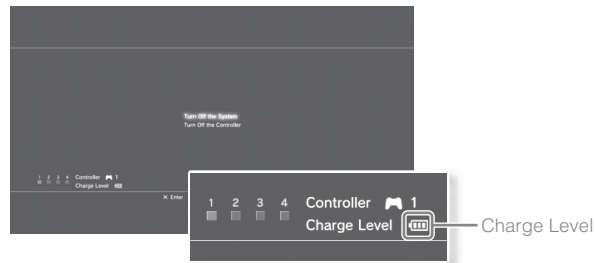 Turn Off the System
Turn Off the Controller
1 2 3 4 Controller 1
Charge Level
X Enter
1 2 3 4 Controller 1
Charge Level
Charge Level